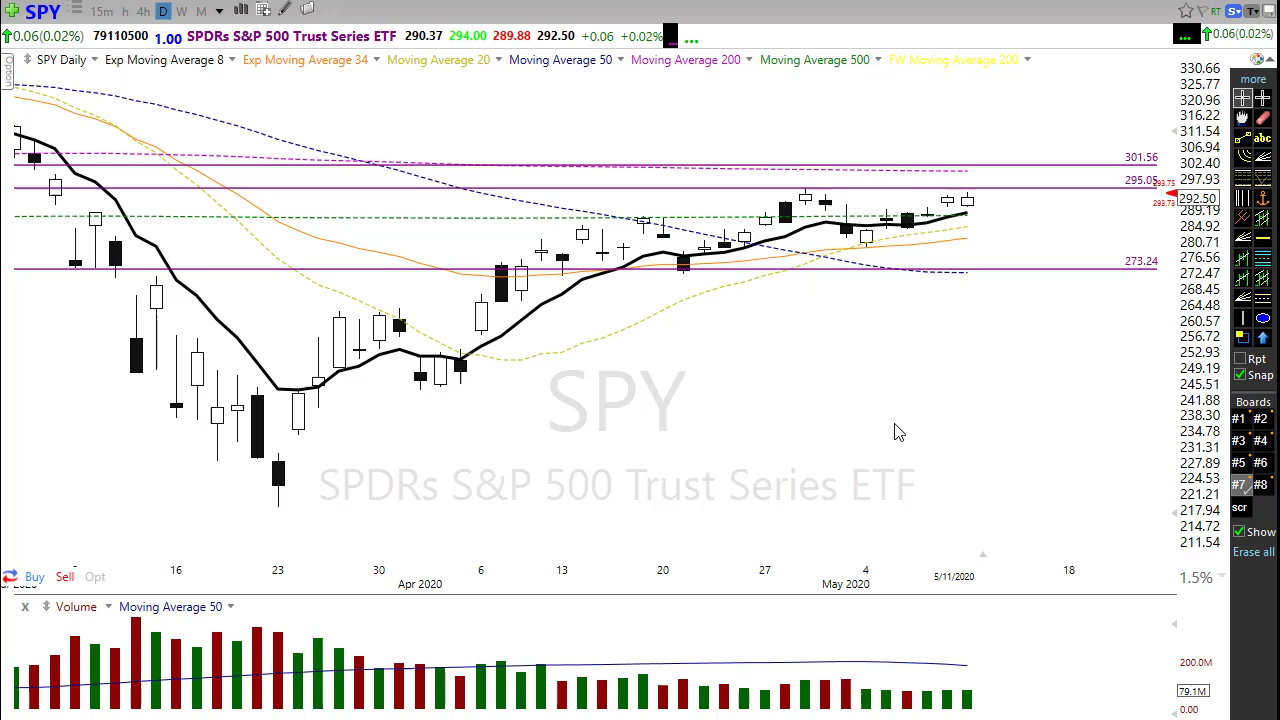 SPY 15m h 4h D W M RT S T
0.06(0.02%) 79110500 1.00 SPDRs S&P 500 Trust Series ETF 290.37 294.00 289.88 292.50 +0.06 +0.02% ... ... 0.06(0.02%)
Option
SPY Daily Exp Moving Average 8 Exp Moving Average 34 Moving Average 20 Moving Average 50 Moving Average 200 Moving Average 500 FW Moving Average 200
330.66
325.77
320.96
316.22
311.54
306.94
301.56
302.40
297.93
295.05
293.75
292.50
293.73
289.19
284.92
280.71
276.56
273.24
272.47
268.45
264.48
260.57
256.72
252.93
249.19
245.51
241.88
238.30
234.78
231.31
227.89
224.53
221.21
217.94
214.72
211.54
SPY
SPDRs S&P 500 Trust Series ETF
more
abc
Rpt
Snap
Boards
#1 #2
#3 #4
#5 #6
#7 #8
scr
Show
Erase all
16 23 30 6 13 20 27 4 5/11/2020 18
Apr 2020 May 2020
Buy Sell Opt
1.5%
x Volume Moving Average 50
200.0M
79.1M
0.00